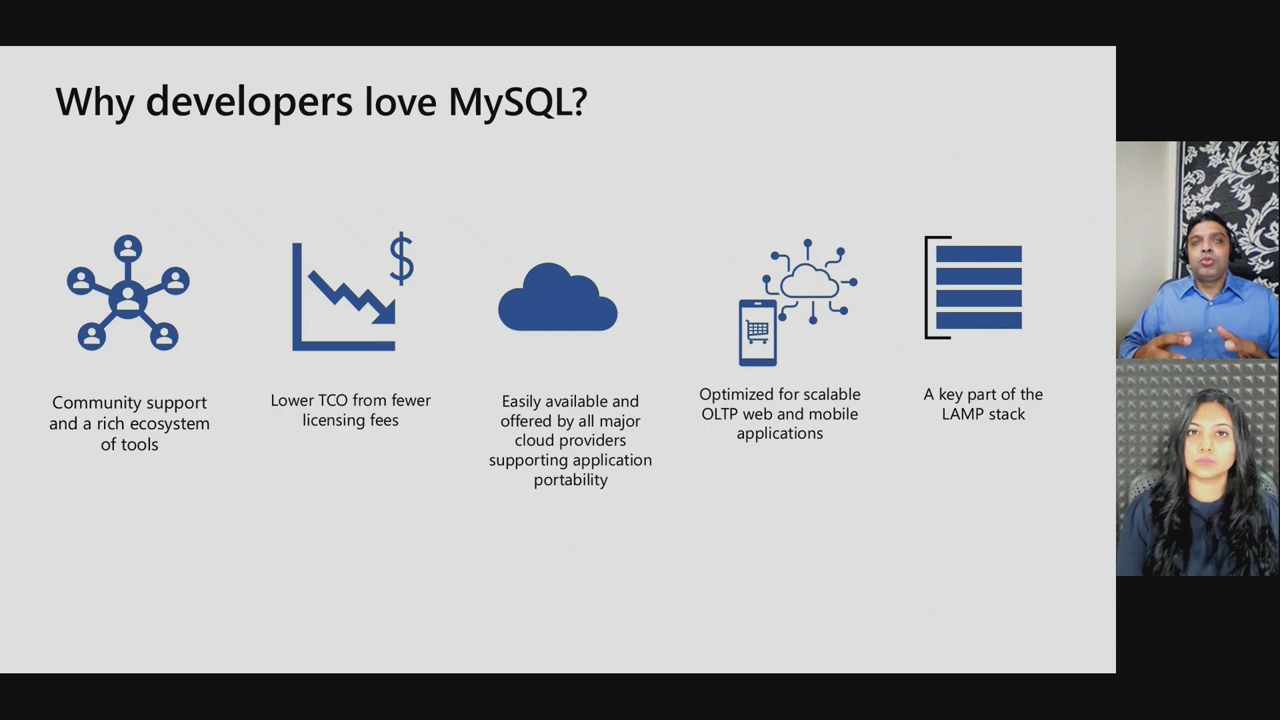 Why developers love MySQL?
$
Community support
and a rich ecosystem
of tools
Lower TCO from fewer
licensing fees
Easily available and
offered by all major
cloud providers
supporting application
portability
Optimized for scalable
OLTP web and mobile
applications
A key part of the
LAMP stack